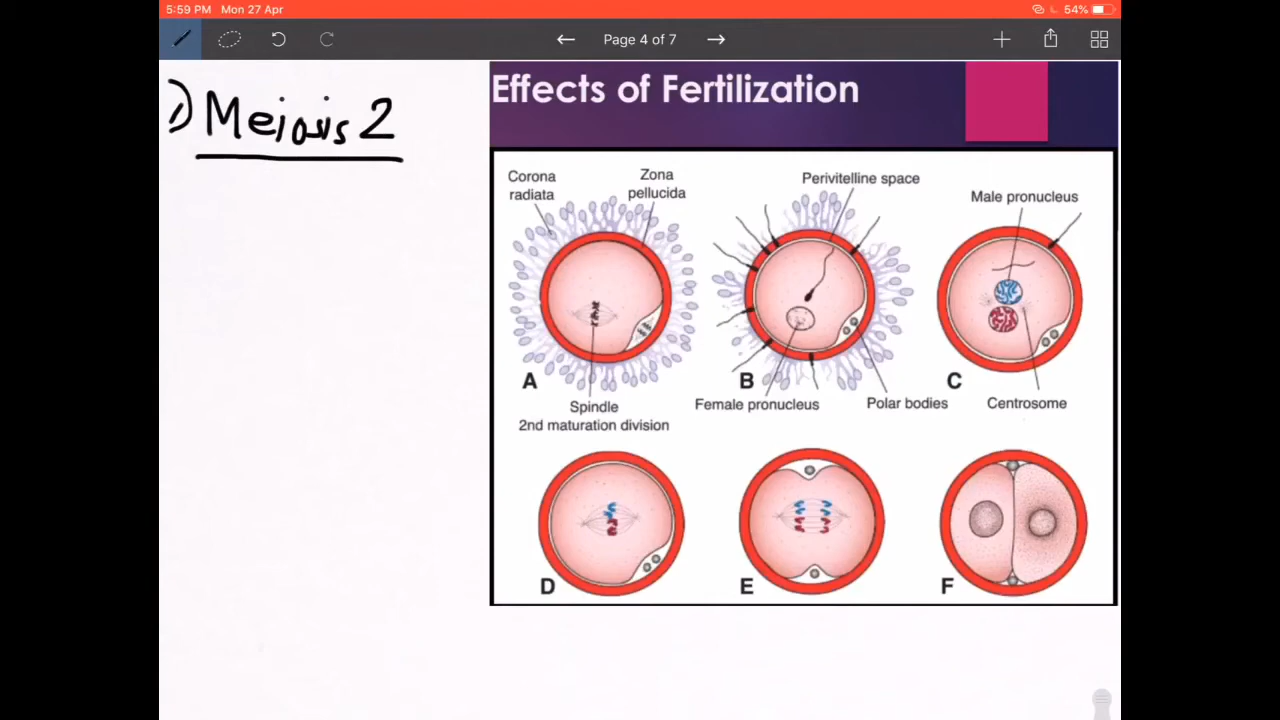 5:59 PM Mon 27 Apr
54%
Page 4 of 7
1) Meiosis 2
Effects of Fertilization
Corona
radiata
Zona
pellucida
Perivitelline space
Male pronucleus
A
B
C
Spindle
2nd maturation division
Female pronucleus
Polar bodies
Centrosome
D
E
F